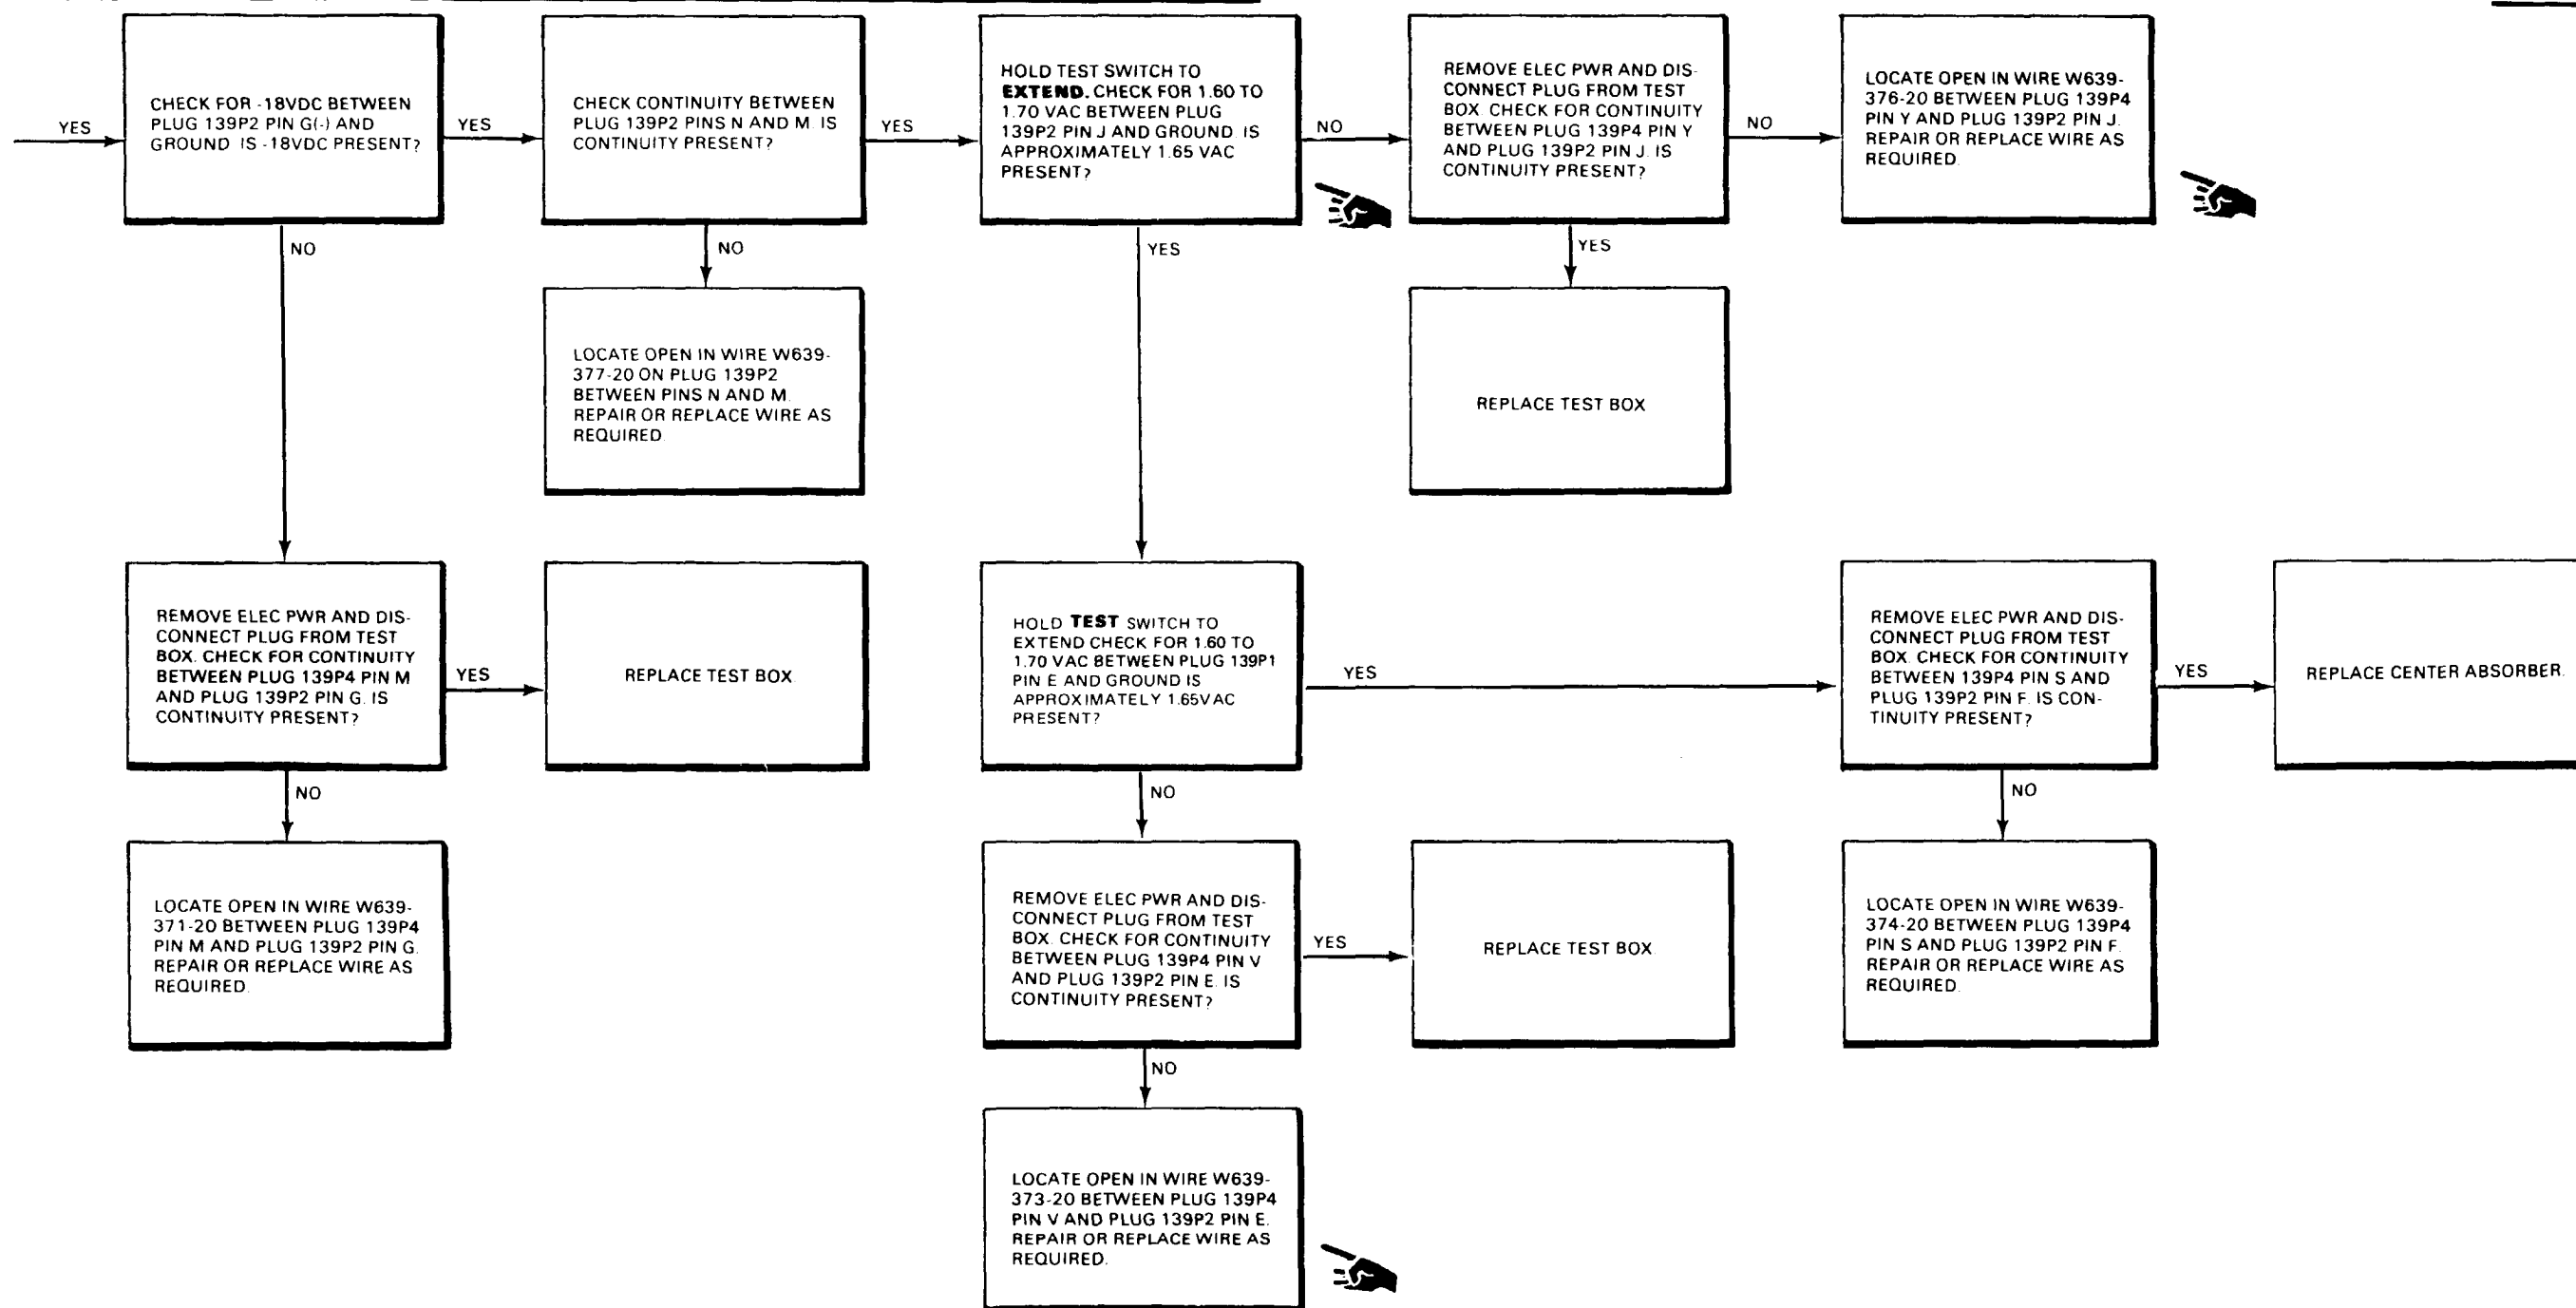 YES
CHECK FOR -18VDC BETWEEN
PLUG 139P2 PIN G(-) AND
GROUND IS -18VDC PRESENT?
YES
CHECK CONTINUITY BETWEEN
PLUG 139P2 PINS N AND M. IS
CONTINUITY PRESENT?
YES
HOLD TEST SWITCH TO
EXTEND. CHECK FOR 1.60 TO
1.70 VAC BETWEEN PLUG
139P2 PIN J AND GROUND. IS
APPROXIMATELY 1.65 VAC
PRESENT?
NO
REMOVE ELEC PWR AND DIS-
CONNECT PLUG FROM TEST
BOX. CHECK FOR CONTINUITY
BETWEEN PLUG 139P4 PIN Y
AND PLUG 139P2 PIN J. IS
CONTINUITY PRESENT?
NO
LOCATE OPEN IN WIRE W639-
376-20 BETWEEN PLUG 139P4
PIN Y AND PLUG 139P2 PIN J.
REPAIR OR REPLACE WIRE AS
REQUIRED.
NO
NO
YES
YES
LOCATE OPEN IN WIRE W639-
377-20 ON PLUG 139P2
BETWEEN PINS N AND M.
REPAIR OR REPLACE WIRE AS
REQUIRED.
REPLACE TEST BOX
REMOVE ELEC PWR AND DIS-
CONNECT PLUG FROM TEST
BOX. CHECK FOR CONTINUITY
BETWEEN PLUG 139P4 PIN M
AND PLUG 139P2 PIN G. IS
CONTINUITY PRESENT?
YES
REPLACE TEST BOX
HOLD TEST SWITCH TO
EXTEND CHECK FOR 1.60 TO
1.70 VAC BETWEEN PLUG 139P1
PIN E AND GROUND IS
APPROXIMATELY 1.65VAC
PRESENT?
YES
REMOVE ELEC PWR AND DIS-
CONNECT PLUG FROM TEST
BOX. CHECK FOR CONTINUITY
BETWEEN 139P4 PIN S AND
PLUG 139P2 PIN F. IS CON-
TINUITY PRESENT?
YES
REPLACE CENTER ABSORBER.
NO
NO
NO
LOCATE OPEN IN WIRE W639-
371-20 BETWEEN PLUG 139P4
PIN M AND PLUG 139P2 PIN G.
REPAIR OR REPLACE WIRE AS
REQUIRED.
REMOVE ELEC PWR AND DIS-
CONNECT PLUG FROM TEST
BOX. CHECK FOR CONTINUITY
BETWEEN PLUG 139P4 PIN V
AND PLUG 139P2 PIN E. IS
CONTINUITY PRESENT?
YES
REPLACE TEST BOX.
LOCATE OPEN IN WIRE W639-
374-20 BETWEEN PLUG 139P4
PIN S AND PLUG 139P2 PIN F.
REPAIR OR REPLACE WIRE AS
REQUIRED.
NO
LOCATE OPEN IN WIRE W639-
373-20 BETWEEN PLUG 139P4
PIN V AND PLUG 139P2 PIN E.
REPAIR OR REPLACE WIRE AS
REQUIRED.